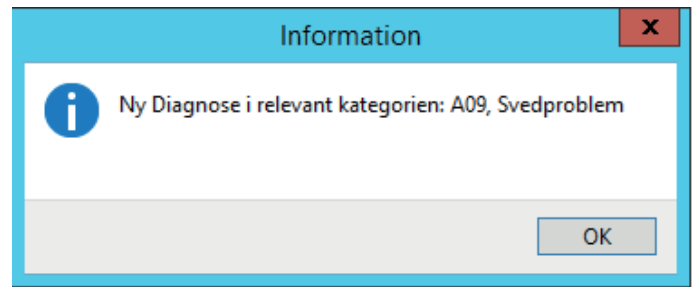 Information
x
Ny Diagnose i relevant kategorien: A09, Svedproblem
OK